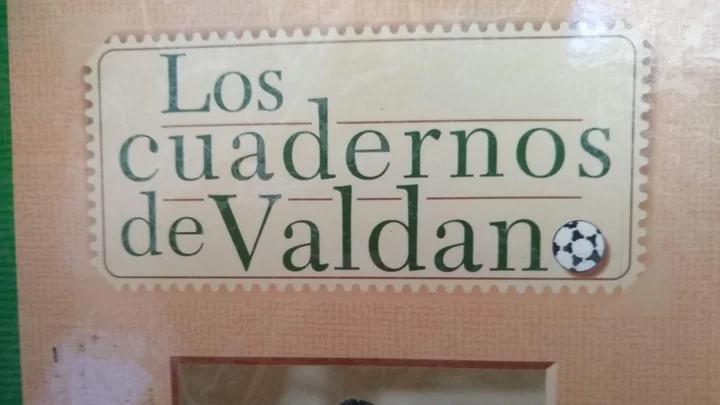 Los
cuadernos
de Valdano